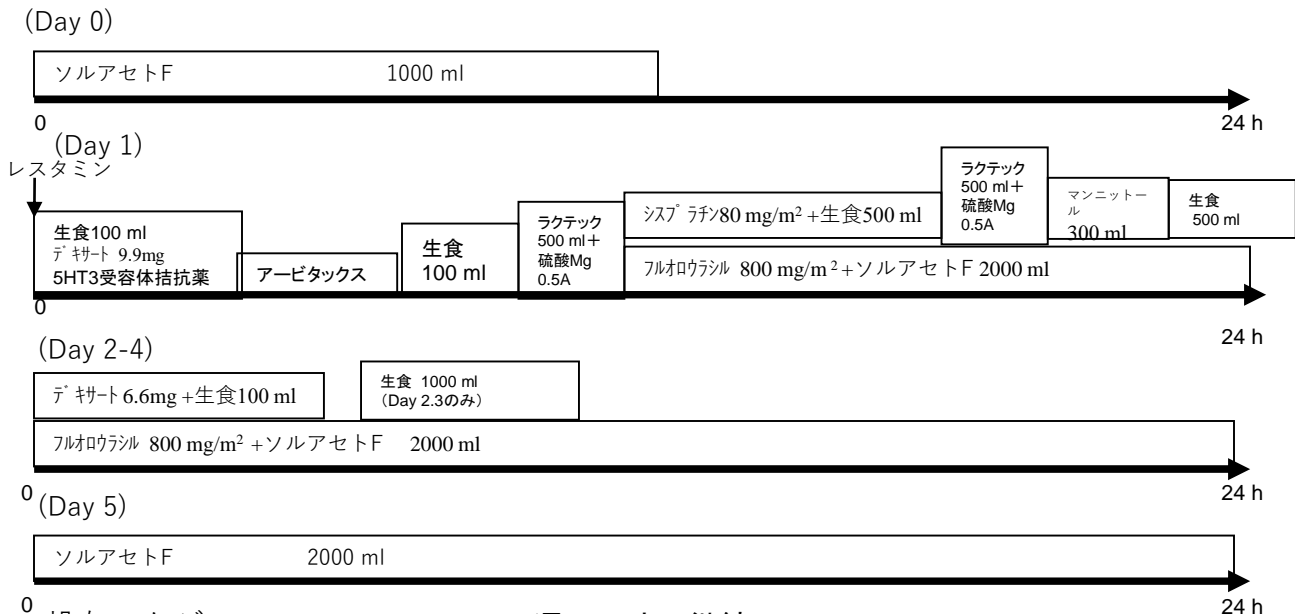 (Day 0)
ソルアセトF 1000 ml
0
24 h
(Day 1)
レスタミン
生食100 ml
デキサート 9.9mg
5HT3受容体拮抗薬
アービタックス
生食
100 ml
ラクテック
500 ml＋
硫酸Mg
0.5A
シスプラチン80 mg/m²+生食500 ml
ラクテック
500 ml＋
硫酸Mg
0.5A
マンニットー
ル
300 ml
生食
500 ml
フルオロウラシル 800 mg/m²+ソルアセトF 2000 ml
0
24 h
(Day 2-4)
デキサート 6.6mg +生食100 ml
生食 1000 ml
（Day 2.3のみ）
フルオロウラシル 800 mg/m² +ソルアセトF 2000 ml
0
24 h
(Day 5)
ソルアセトF 2000 ml
0
24 h